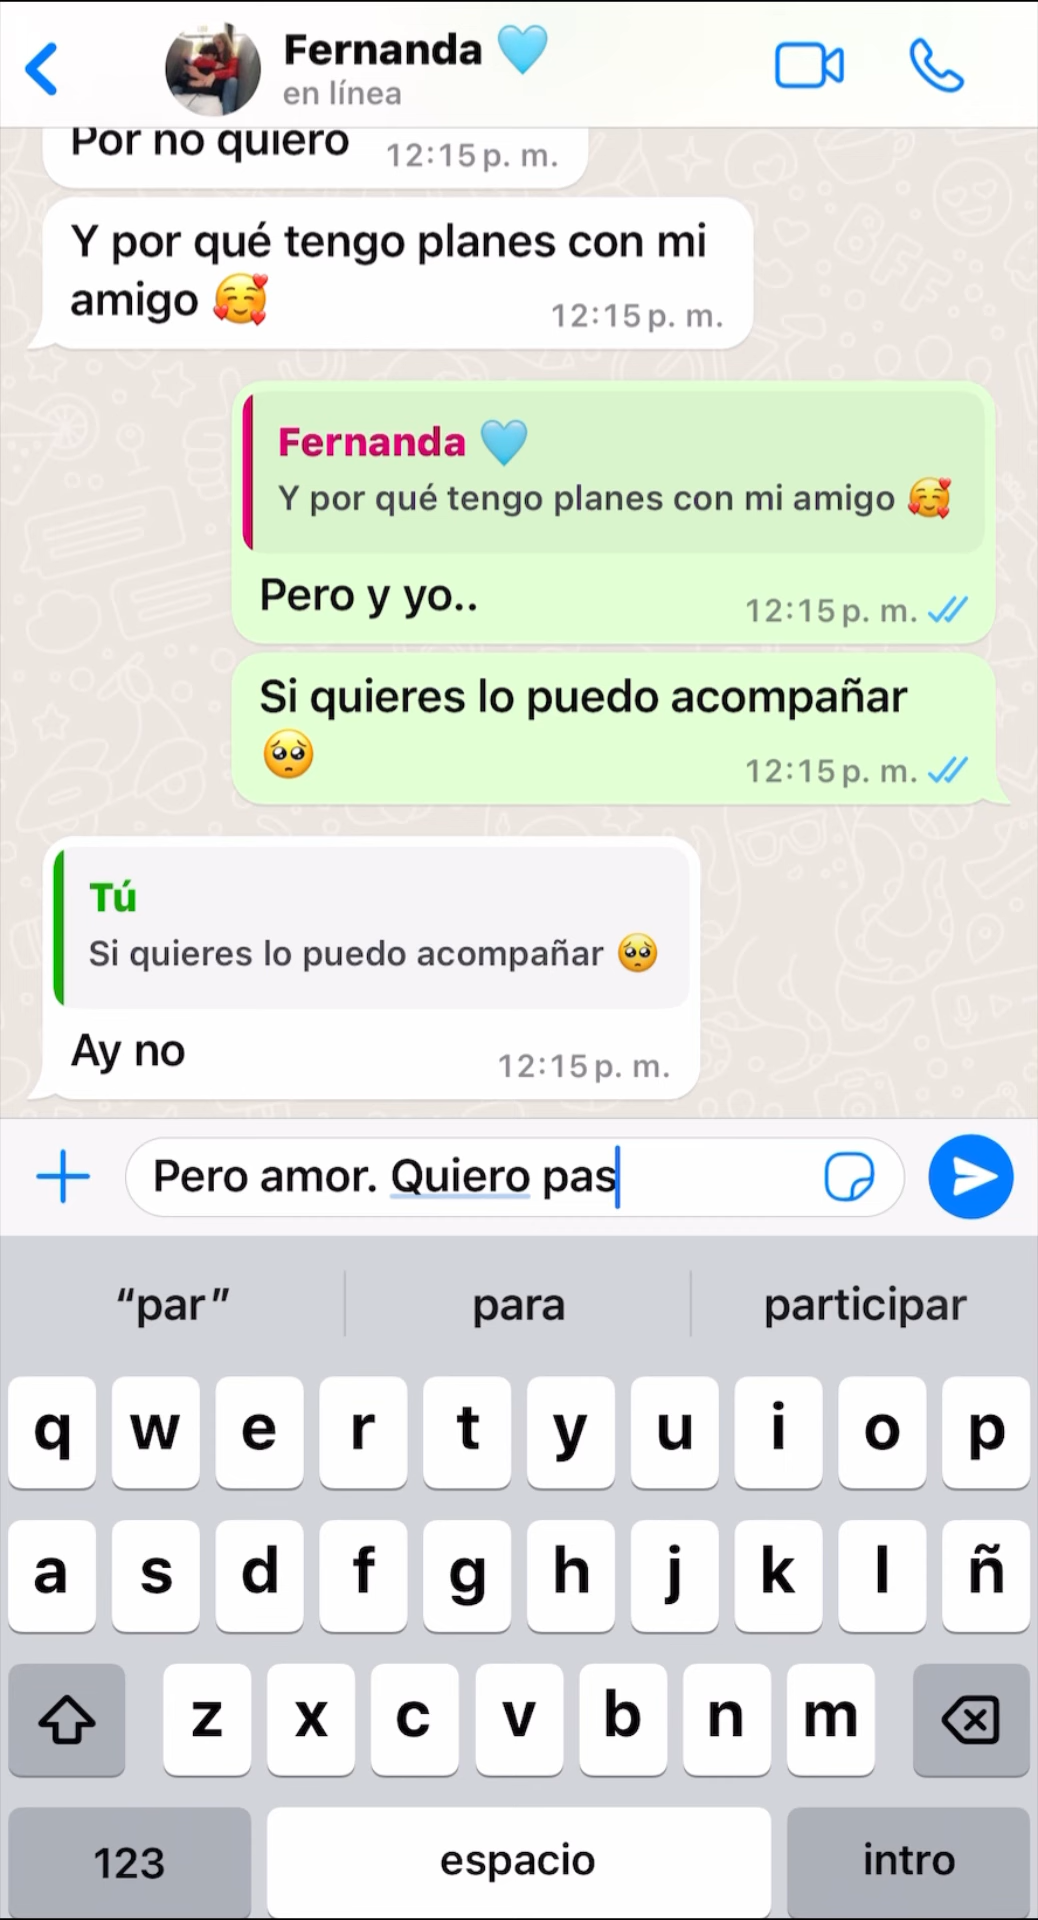 Fernanda 🩵
en línea
Por no quiero 12:15 p. m.
Y por qué tengo planes con mi
amigo 🥰 12:15 p. m.
Fernanda 🩵
Y por qué tengo planes con mi amigo 🥰
Pero y yo.. 12:15 p. m.
Si quieres lo puedo acompañar
🥺 12:15 p. m.
Tú
Si quieres lo puedo acompañar 🥺
Ay no 12:15 p. m.
Pero amor. Quiero pas
“par” para participar
q w e r t y u i o p
a s d f g h j k l ñ
z x c v b n m
123 espacio intro